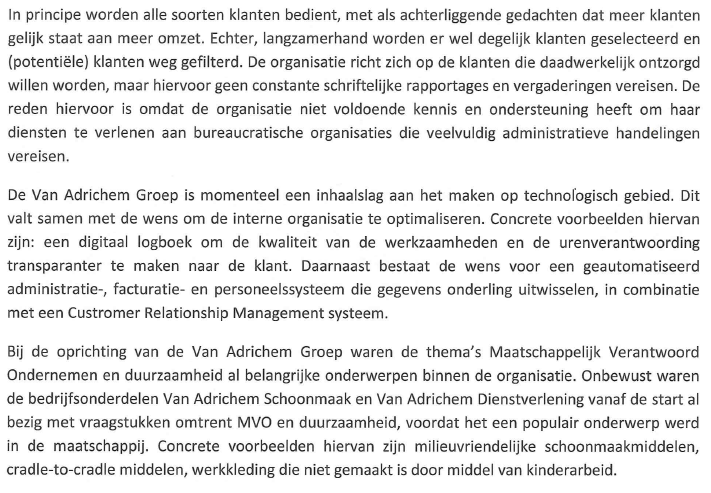 In principe worden alle soorten klanten bedient, met als achterliggende gedachten dat meer klanten
gelijk staat aan meer omzet. Echter, langzamerhand worden er wel degelijk klanten geselecteerd en
(potentiële) klanten weg gefilterd. De organisatie richt zich op de klanten die daadwerkelijk ontzorgd
willen worden, maar hiervoor geen constante schriftelijke rapportages en vergaderingen vereisen. De
reden hiervoor is omdat de organisatie niet voldoende kennis en ondersteuning heeft om haar
diensten te verlenen aan bureaucratische organisaties die veelvuldig administratieve handelingen
vereisen.
De Van Adrichem Groep is momenteel een inhaalslag aan het maken op technologisch gebied. Dit
valt samen met de wens om de interne organisatie te optimaliseren. Concrete voorbeelden hiervan
zijn: een digitaal logboek om de kwaliteit van de werkzaamheden en de urenverantwoording
transparanter te maken naar de klant. Daarnaast bestaat de wens voor een geautomatiseerd
administratie-, facturatie- en personeelssysteem die gegevens onderling uitwisselen, in combinatie
met een Custromer Relationship Management systeem.
Bij de oprichting van de Van Adrichem Groep waren de thema's Maatschappelijk Verantwoord
Ondernemen en duurzaamheid al belangrijke onderwerpen binnen de organisatie. Onbewust waren
de bedrijfsonderdelen Van Adrichem Schoonmaak en Van Adrichem Dienstverlening vanaf de start al
bezig met vraagstukken omtrent MVO en duurzaamheid, voordat het een populair onderwerp werd
in de maatschappij. Concrete voorbeelden hiervan zijn milieuvriendelijke schoonmaakmiddelen,
cradle-to-cradle middelen, werkkleding die niet gemaakt is door middel van kinderarbeid.